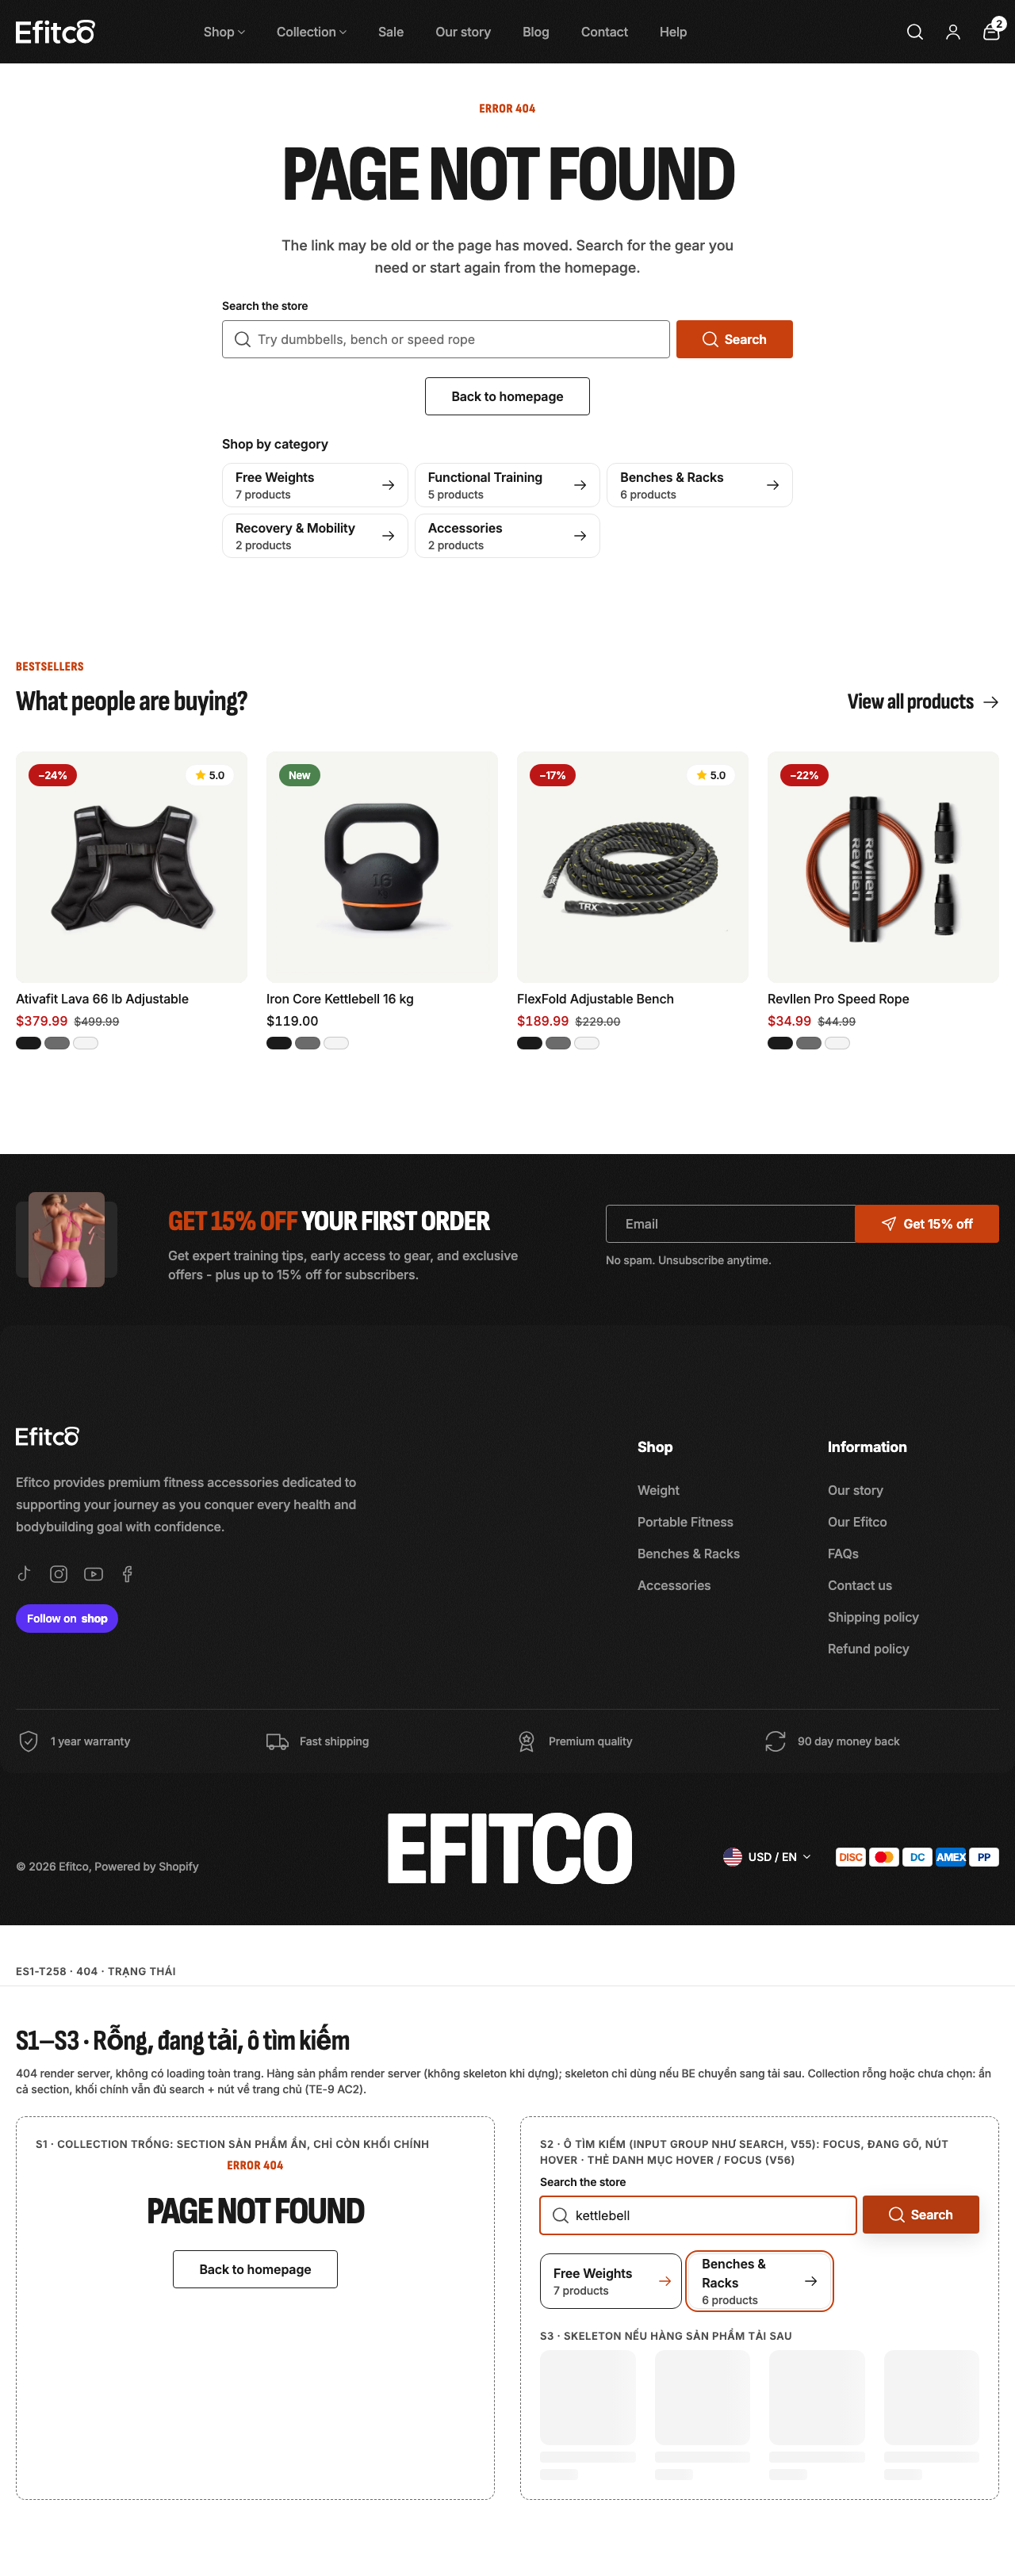 Efitco
Shop
Collection
Sale
Our story
Blog
Contact
Help
2
ERROR 404
PAGE NOT FOUND
The link may be old or the page has moved. Search for the gear you
need or start again from the homepage.
Search the store
Try dumbbells, bench or speed rope
Search
Back to homepage
Shop by category
Free Weights
7 products
Functional Training
5 products
Benches & Racks
6 products
Recovery & Mobility
2 products
Accessories
2 products
BESTSELLERS
What people are buying?
View all products
−24%
5.0
New
16
−17%
5.0
TRX
−22%
Revllen
Revllen
Ativafit Lava 66 lb Adjustable
$379.99 $499.99
Iron Core Kettlebell 16 kg
$119.00
FlexFold Adjustable Bench
$189.99 $229.00
Revllen Pro Speed Rope
$34.99 $44.99
GET 15% OFF YOUR FIRST ORDER
Get expert training tips, early access to gear, and exclusive
offers - plus up to 15% off for subscribers.
Email
Get 15% off
No spam. Unsubscribe anytime.
Efitco
Efitco provides premium fitness accessories dedicated to
supporting your journey as you conquer every health and
bodybuilding goal with confidence.
Follow on shop
Shop
Weight
Portable Fitness
Benches & Racks
Accessories
Information
Our story
Our Efitco
FAQs
Contact us
Shipping policy
Refund policy
1 year warranty
Fast shipping
Premium quality
90 day money back
© 2026 Efitco, Powered by Shopify
EFITCO
USD / EN
DISC
DC
AMEX
PP
ES1-T258 · 404 · TRẠNG THÁI
S1–S3 · Rỗng, đang tải, ô tìm kiếm
404 render server, không có loading toàn trang. Hàng sản phẩm render server (không skeleton khi dựng); skeleton chỉ dùng nếu BE chuyển sang tải sau. Collection rỗng hoặc chưa chọn: ẩn
cả section, khối chính vẫn đủ search + nút về trang chủ (TE-9 AC2).
S1 · COLLECTION TRỐNG: SECTION SẢN PHẨM ẨN, CHỈ CÒN KHỐI CHÍNH
ERROR 404
PAGE NOT FOUND
Back to homepage
S2 · Ô TÌM KIẾM (INPUT GROUP NHƯ SEARCH, V55): FOCUS, ĐANG GÕ, NÚT
HOVER · THẺ DANH MỤC HOVER / FOCUS (V56)
Search the store
kettlebell
Search
Free Weights
7 products
Benches &
Racks
6 products
S3 · SKELETON NẾU HÀNG SẢN PHẨM TẢI SAU